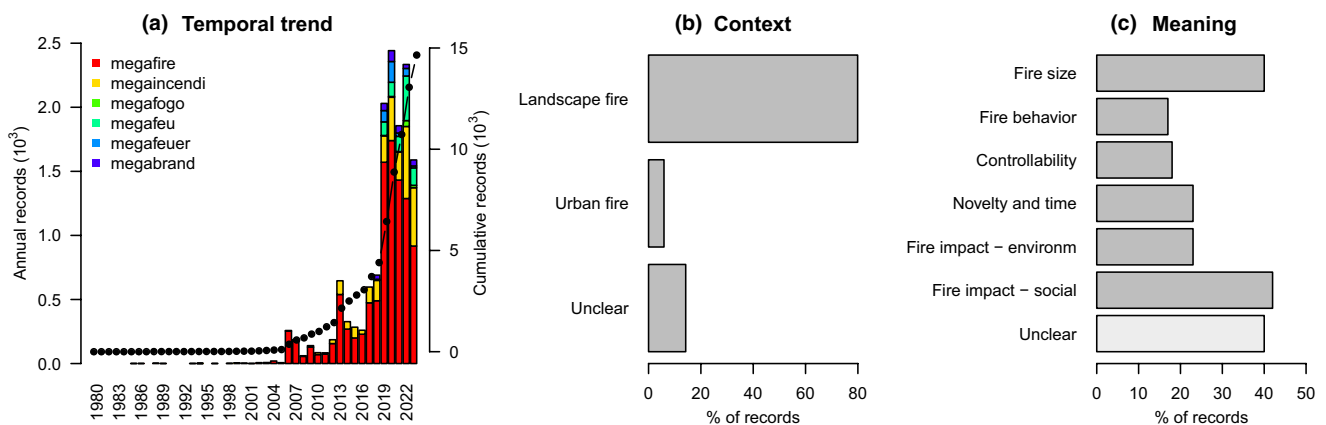 (a) Temporal trend
2.5
2.0
1.5
1.0
0.5
0.0
Annual records (10³)
megafire
megaincendi
megafogo
megafeu
megafeuer
megabrand
15
10
5
0
Cumulative records (10³)
1980
1983
1986
1989
1992
1995
1998
2001
2004
2007
2010
2013
2016
2019
2022
(b) Context
Landscape fire
Urban fire
Unclear
0 20 40 60 80
% of records
(c) Meaning
Fire size
Fire behavior
Controllability
Novelty and time
Fire impact − environm
Fire impact − social
Unclear
0 10 20 30 40 50
% of records